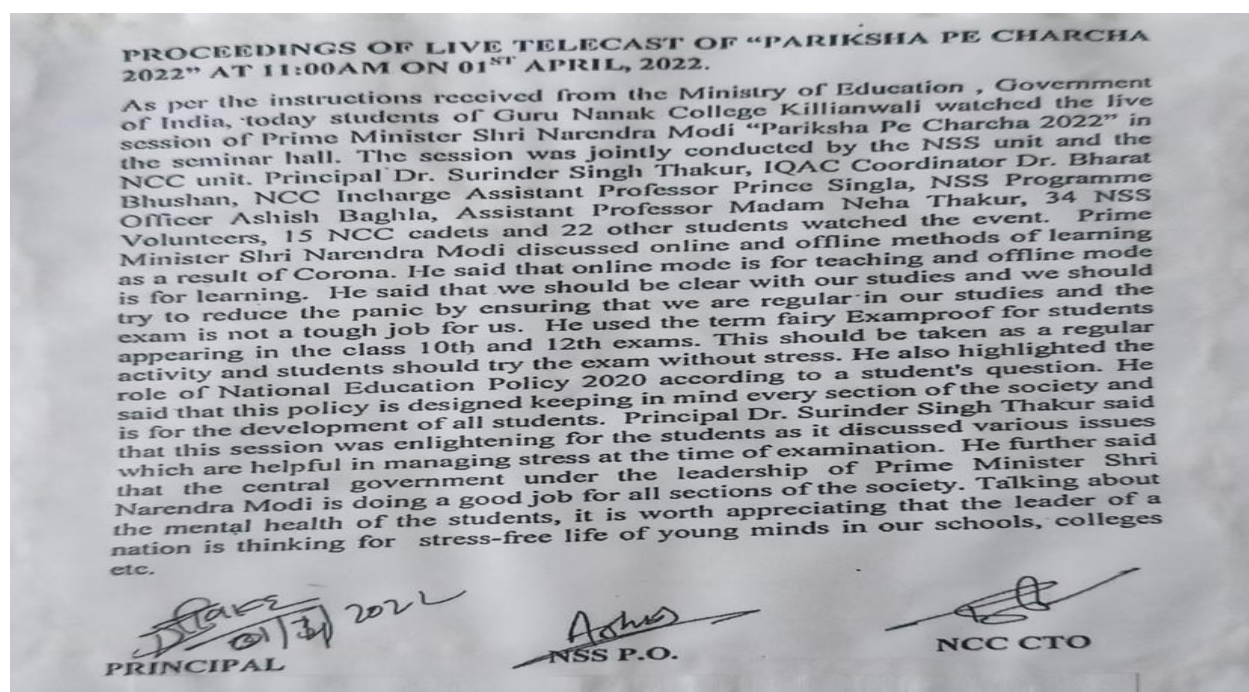 PROCEEDINGS OF LIVE TELECAST OF “PARIKSHA PE CHARCHA
2022” AT 11:00AM ON 01ST APRIL, 2022.
As per the instructions received from the Ministry of Education , Government
of India, today students of Guru Nanak College Killianwali watched the live
session of Prime Minister Shri Narendra Modi “Pariksha Pe Charcha 2022” in
the seminar hall. The session was jointly conducted by the NSS unit and the
NCC unit. Principal Dr. Surinder Singh Thakur, IQAC Coordinator Dr. Bharat
Bhushan, NCC Incharge Assistant Professor Prince Singla, NSS Programme
Officer Ashish Baghla, Assistant Professor Madam Neha Thakur, 34 NSS
Volunteers, 15 NCC cadets and 22 other students watched the event. Prime
Minister Shri Narendra Modi discussed online and offline methods of learning
as a result of Corona. He said that online mode is for teaching and offline mode
is for learning. He said that we should be clear with our studies and we should
try to reduce the panic by ensuring that we are regular in our studies and the
exam is not a tough job for us. He used the term fairy Examproof for students
appearing in the class 10th and 12th exams. This should be taken as a regular
activity and students should try the exam without stress. He also highlighted the
role of National Education Policy 2020 according to a student's question. He
said that this policy is designed keeping in mind every section of the society and
is for the development of all students. Principal Dr. Surinder Singh Thakur said
that this session was enlightening for the students as it discussed various issues
which are helpful in managing stress at the time of examination. He further said
that the central government under the leadership of Prime Minister Shri
Narendra Modi is doing a good job for all sections of the society. Talking about
the mental health of the students, it is worth appreciating that the leader of a
nation is thinking for stress-free life of young minds in our schools, colleges
etc.
2022
PRINCIPAL
NSS P.O.
NCC CTO